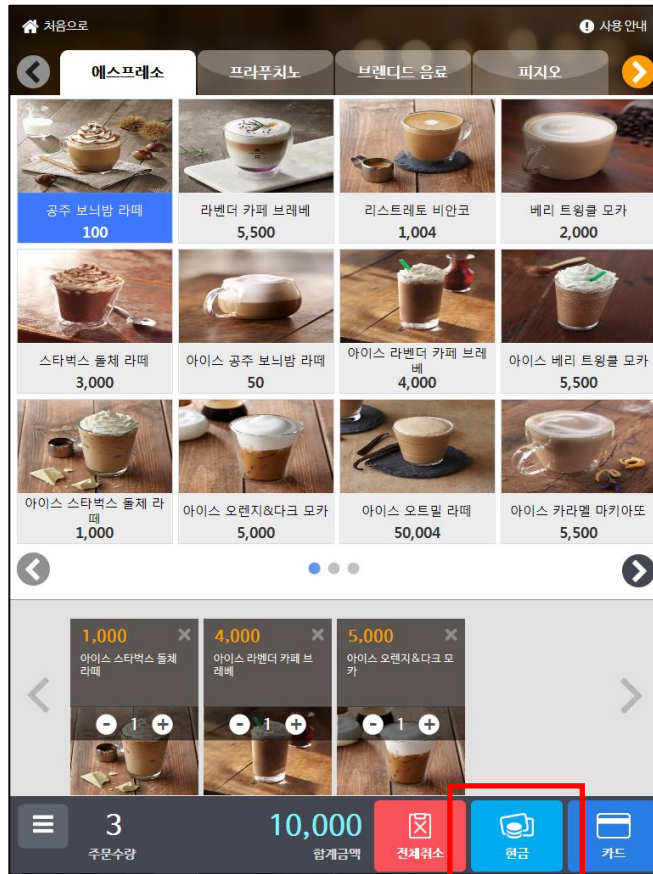 처음으로
사용안내
에스프레소
프라푸치노
브렌디드 음료
피지오
공주 보늬밤 라떼
100
라벤더 카페 브레베
5,500
리스트레토 비안코
1,004
베리 트윙클 모카
2,000
스타벅스 돌체 라떼
3,000
아이스 공주 보늬밤 라떼
50
아이스 라벤더 카페 브레
베
4,000
아이스 베리 트윙클 모카
5,500
아이스 스타벅스 돌체 라
떼
1,000
아이스 오렌지&다크 모카
5,000
아이스 오트밀 라떼
50,004
아이스 카라멜 마키아또
5,500
1,000
아이스 스타벅스 돌체
라떼
1
4,000
아이스 라벤더 카페 브
레베
1
5,000
아이스 오렌지&다크 모
카
1
3
주문수량
10,000
합계금액
전체취소
현금
카드